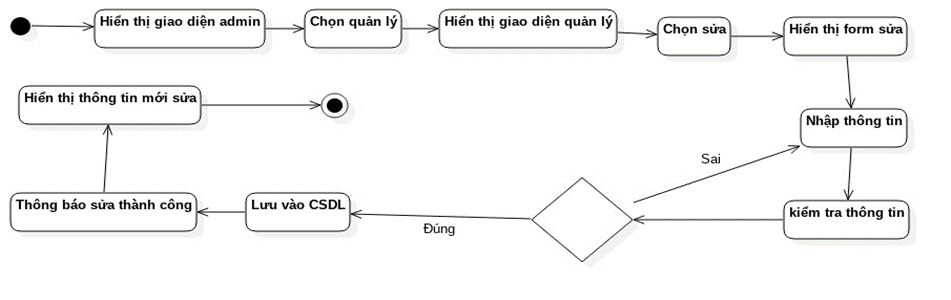 Hiển thị giao diện admin
Chọn quản lý
Hiển thị giao diện quản lý
Chọn sửa
Hiển thị form sửa
Nhập thông tin
kiểm tra thông tin
Sai
Đúng
Lưu vào CSDL
Thông báo sửa thành công
Hiển thị thông tin mới sửa